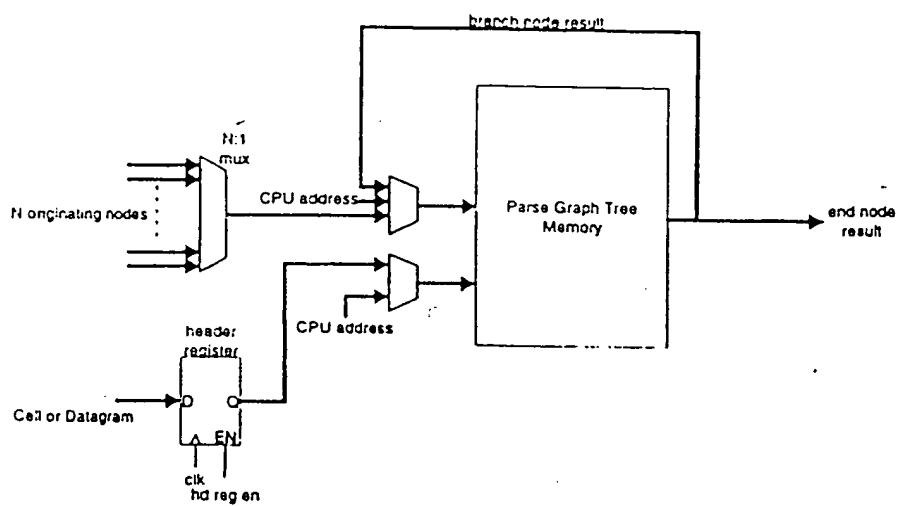 branch node result
N:1
mux
N originating nodes
CPU address
Parse Graph Tree
Memory
end node
result
CPU address
header
register
Cell or Datagram
EN
clk
hd reg en